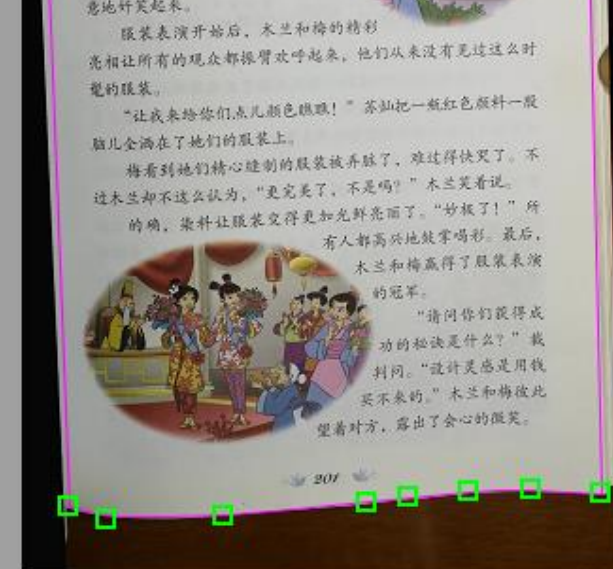 意地奸笑起来。
服装表演开始后，木兰和梅的精彩
亮相让所有的观众都振臂欢呼起来，他们从来没有见过这么时
髦的服装。
“让我来给你们点儿颜色瞧瞧！”苏灿把一瓶红色颜料一股
脑儿全洒在了她们的服装上。
梅看到她们精心缝制的服装被弄脏了，难过得快哭了。不
过木兰却不这么认为，“更完美了，不是吗？”木兰笑着说。
的确，染料让服装变得更加光鲜亮丽了。“妙极了！”所
有人都高兴地鼓掌喝彩。最后，
木兰和梅赢得了服装表演
的冠军。
“请问你们获得成
功的秘诀是什么？”裁
判问。“设计灵感是用钱
买不来的。”木兰和梅彼此
望着对方，露出了会心的微笑。
201